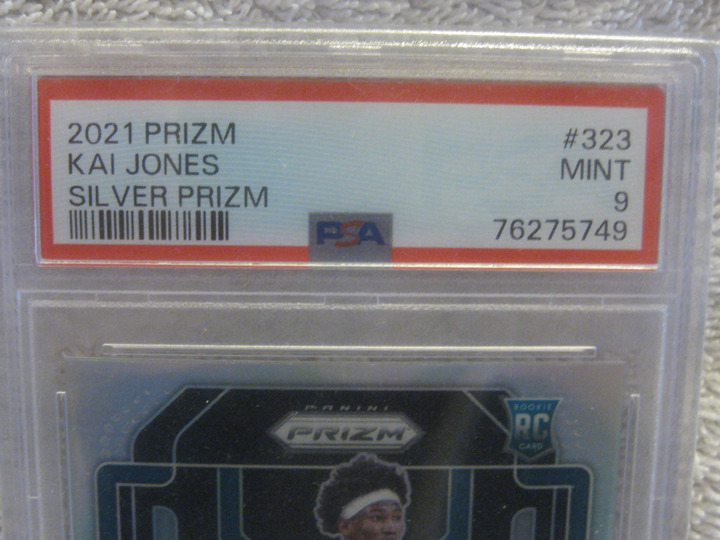 2021 PRIZM
#323
KAI JONES
MINT
SILVER PRIZM
9
76275749
PSA
PANINI
PRIZM
ROOKIE
RC
CARD